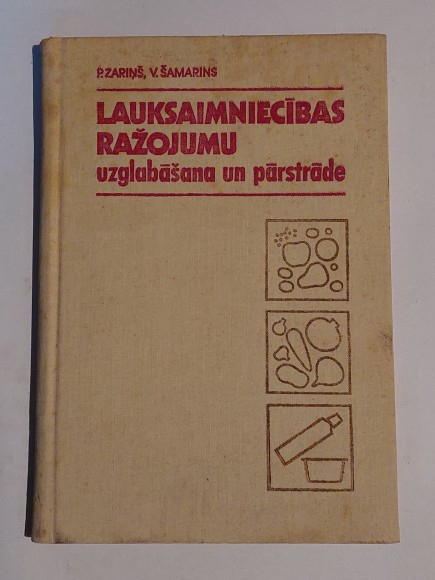 P. ZARIŅŠ, V. ŠAMARINS
LAUKSAIMNIECĪBAS
RAŽOJUMU
uzglabāšana un pārstrāde